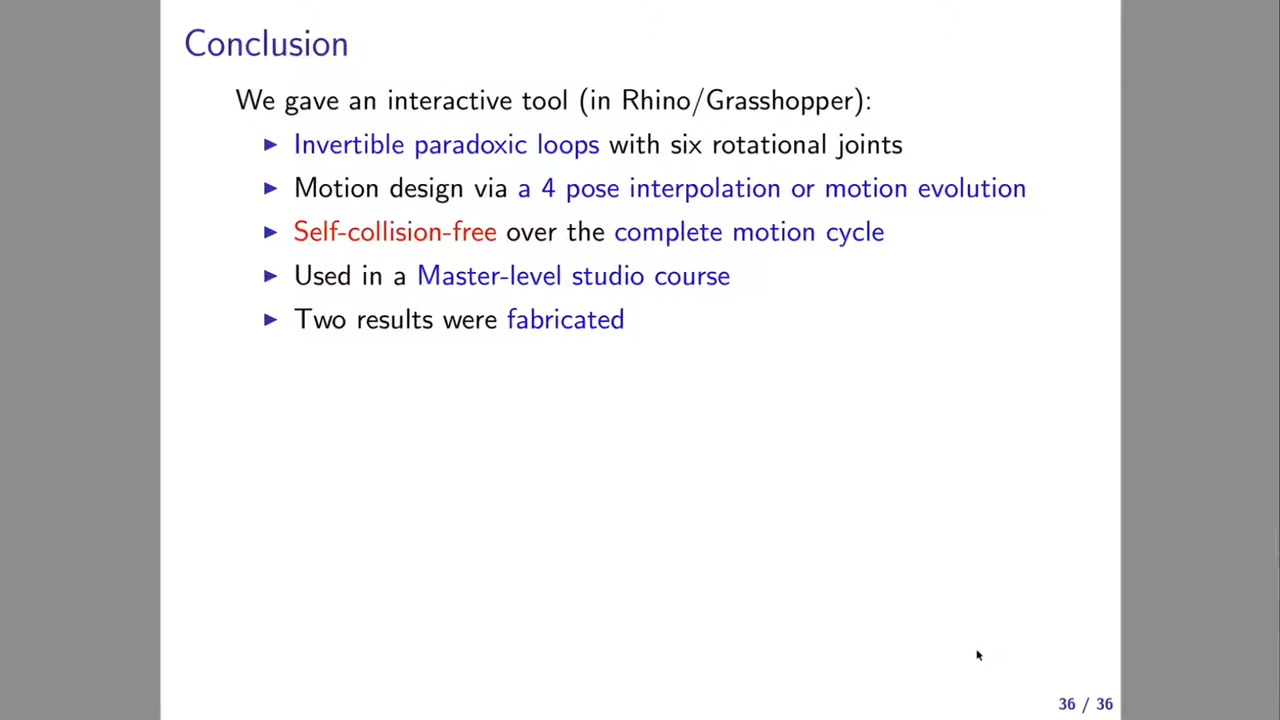 Conclusion
We gave an interactive tool (in Rhino/Grasshopper):
▶ Invertible paradoxic loops with six rotational joints
▶ Motion design via a 4 pose interpolation or motion evolution
▶ Self-collision-free over the complete motion cycle
▶ Used in a Master-level studio course
▶ Two results were fabricated
36 / 36